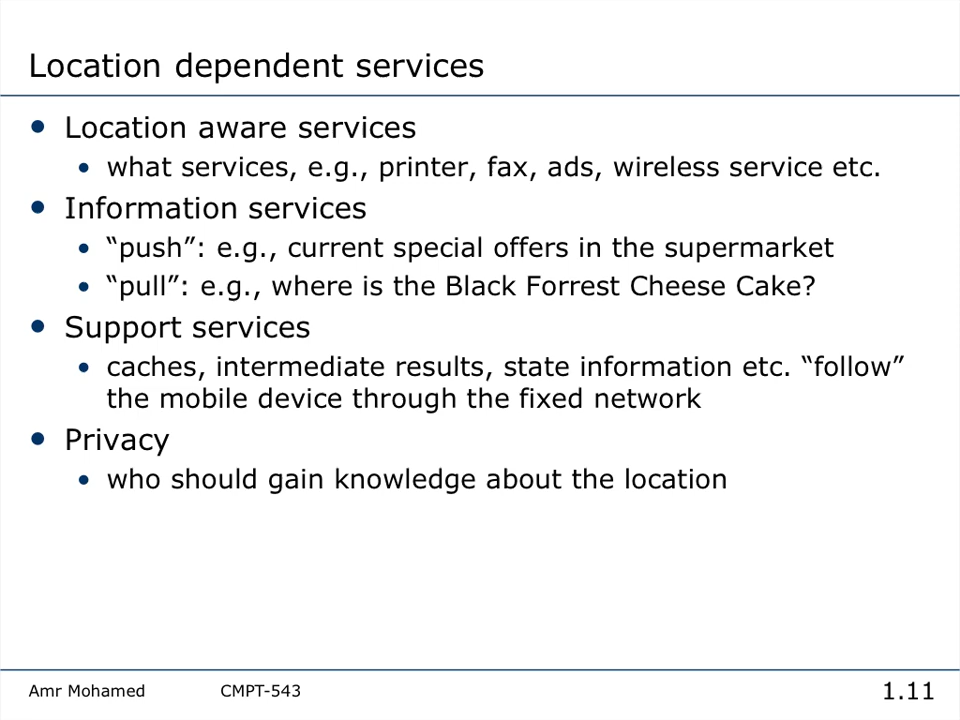 Location dependent services
• Location aware services
• what services, e.g., printer, fax, ads, wireless service etc.
• Information services
• “push”: e.g., current special offers in the supermarket
• “pull”: e.g., where is the Black Forrest Cheese Cake?
• Support services
• caches, intermediate results, state information etc. “follow”
the mobile device through the fixed network
• Privacy
• who should gain knowledge about the location
Amr Mohamed CMPT-543 1.11